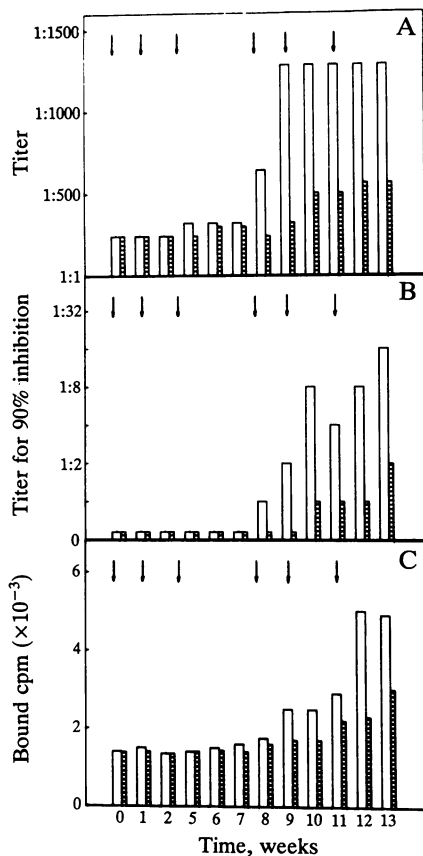 A
1:1500
1:1000
1:500
1:1
Titer
B
1:32
1:8
1:2
0
Titer for 90% inhibition
C
6
4
2
0
Bound cpm (×10⁻³)
0 1 2 5 6 7 8 9 10 11 12 13
Time, weeks